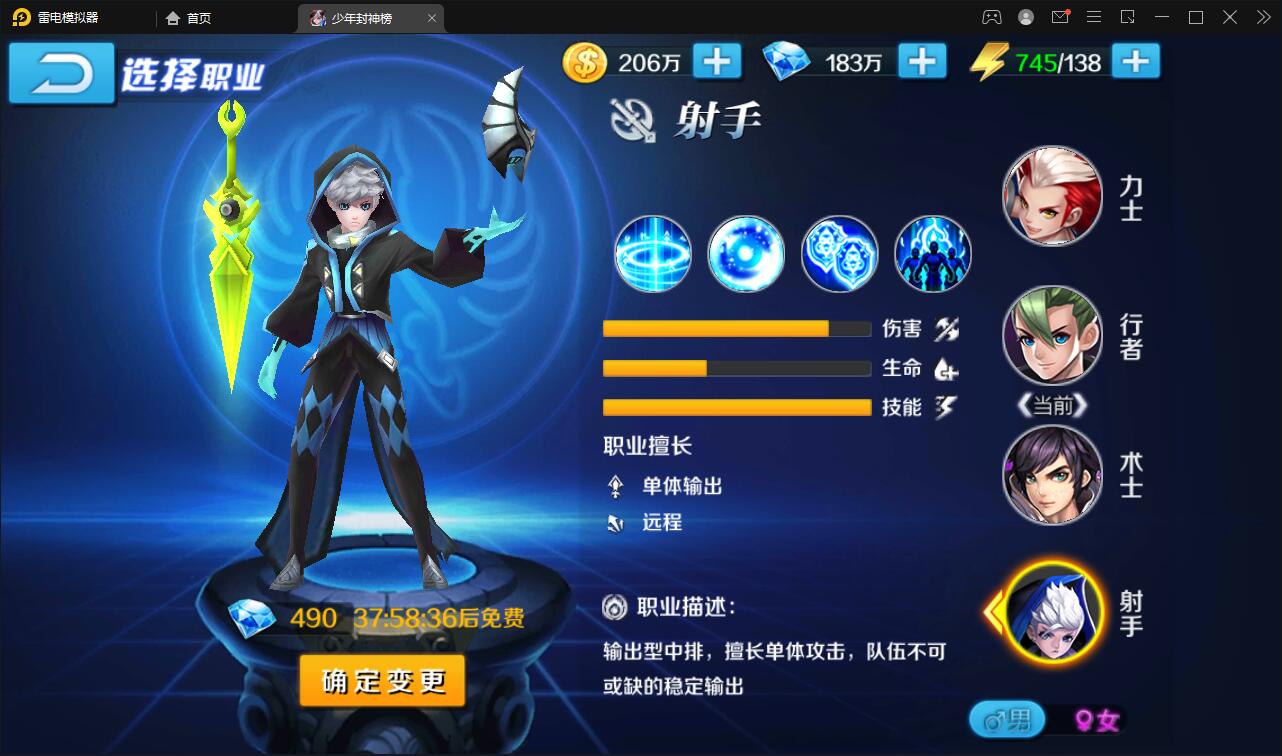 雷电模拟器
首页
少年封神榜
选择职业
206万
183万
745/138
射手
力士
伤害
行者
生命
技能
当前
职业擅长
单体输出
术士
远程
职业描述：
射手
490 37:58:36后免费
输出型中排，擅长单体攻击，队伍不可
或缺的稳定输出
确定变更
♂男
♀女